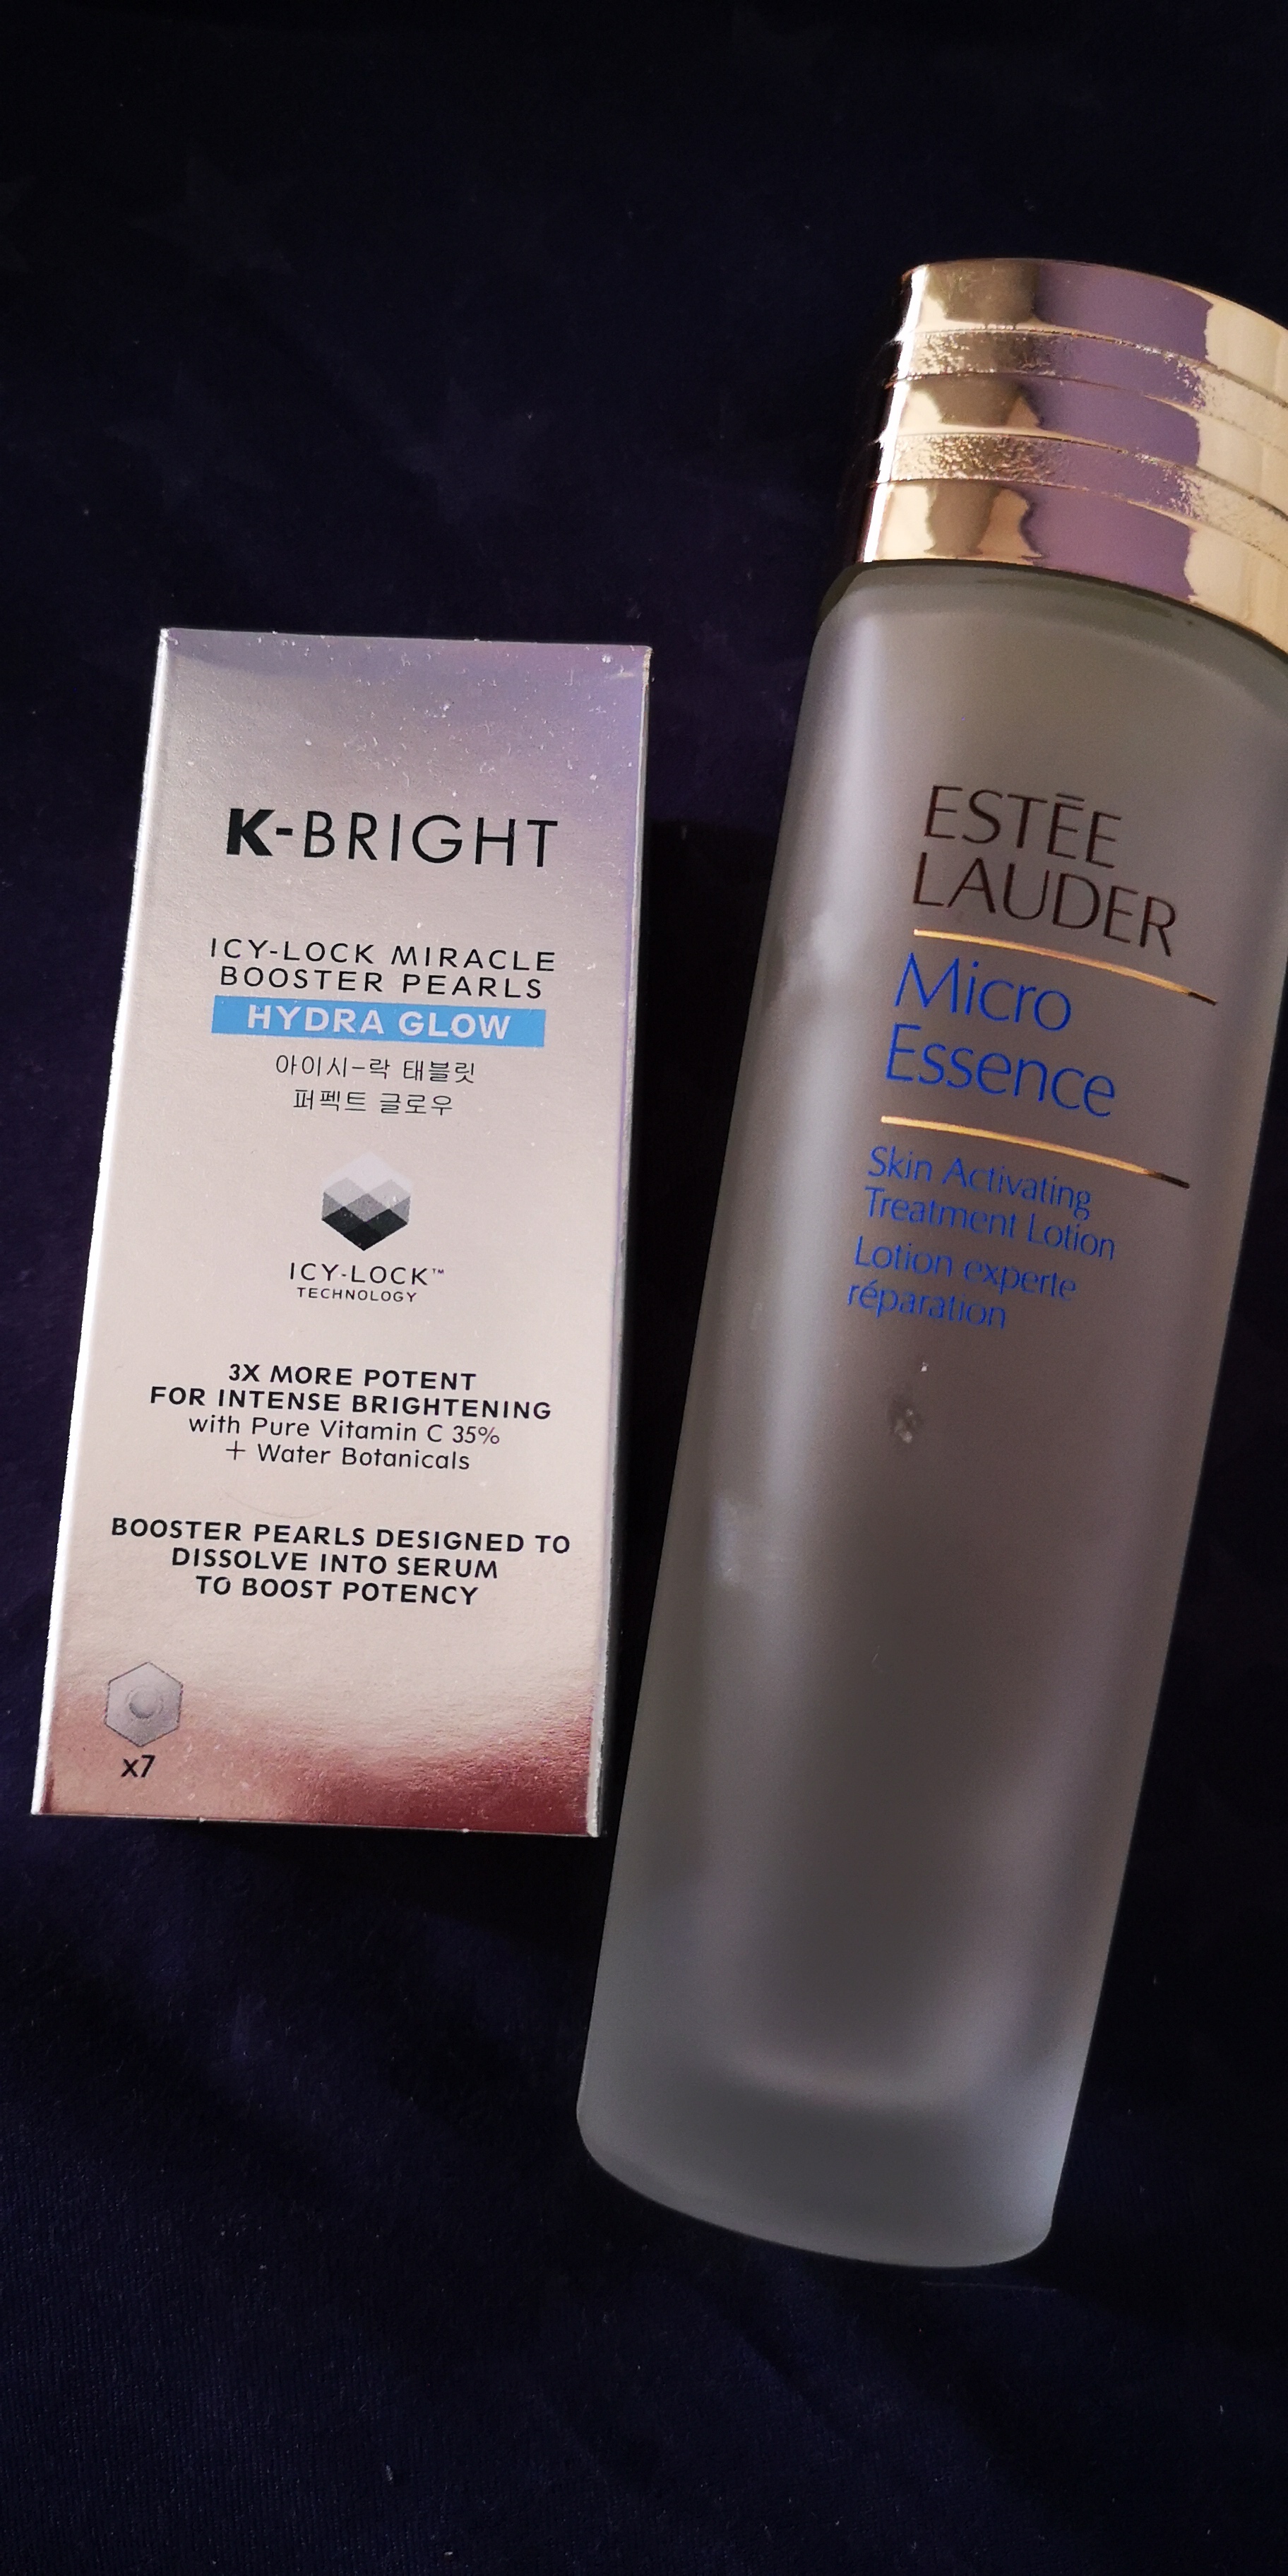 K-BRIGHT
ICY-LOCK MIRACLE
BOOSTER PEARLS
HYDRA GLOW
아이시-락 태블릿
퍼펙트 글로우
ICY-LOCK™
TECHNOLOGY
3X MORE POTENT
FOR INTENSE BRIGHTENING
with Pure Vitamin C 35%
+ Water Botanicals
BOOSTER PEARLS DESIGNED TO
DISSOLVE INTO SERUM
TO BOOST POTENCY
x7
ESTĒE
LAUDER
Micro
Essence
Skin Activating
Treatment Lotion
Lotion experte
réparation